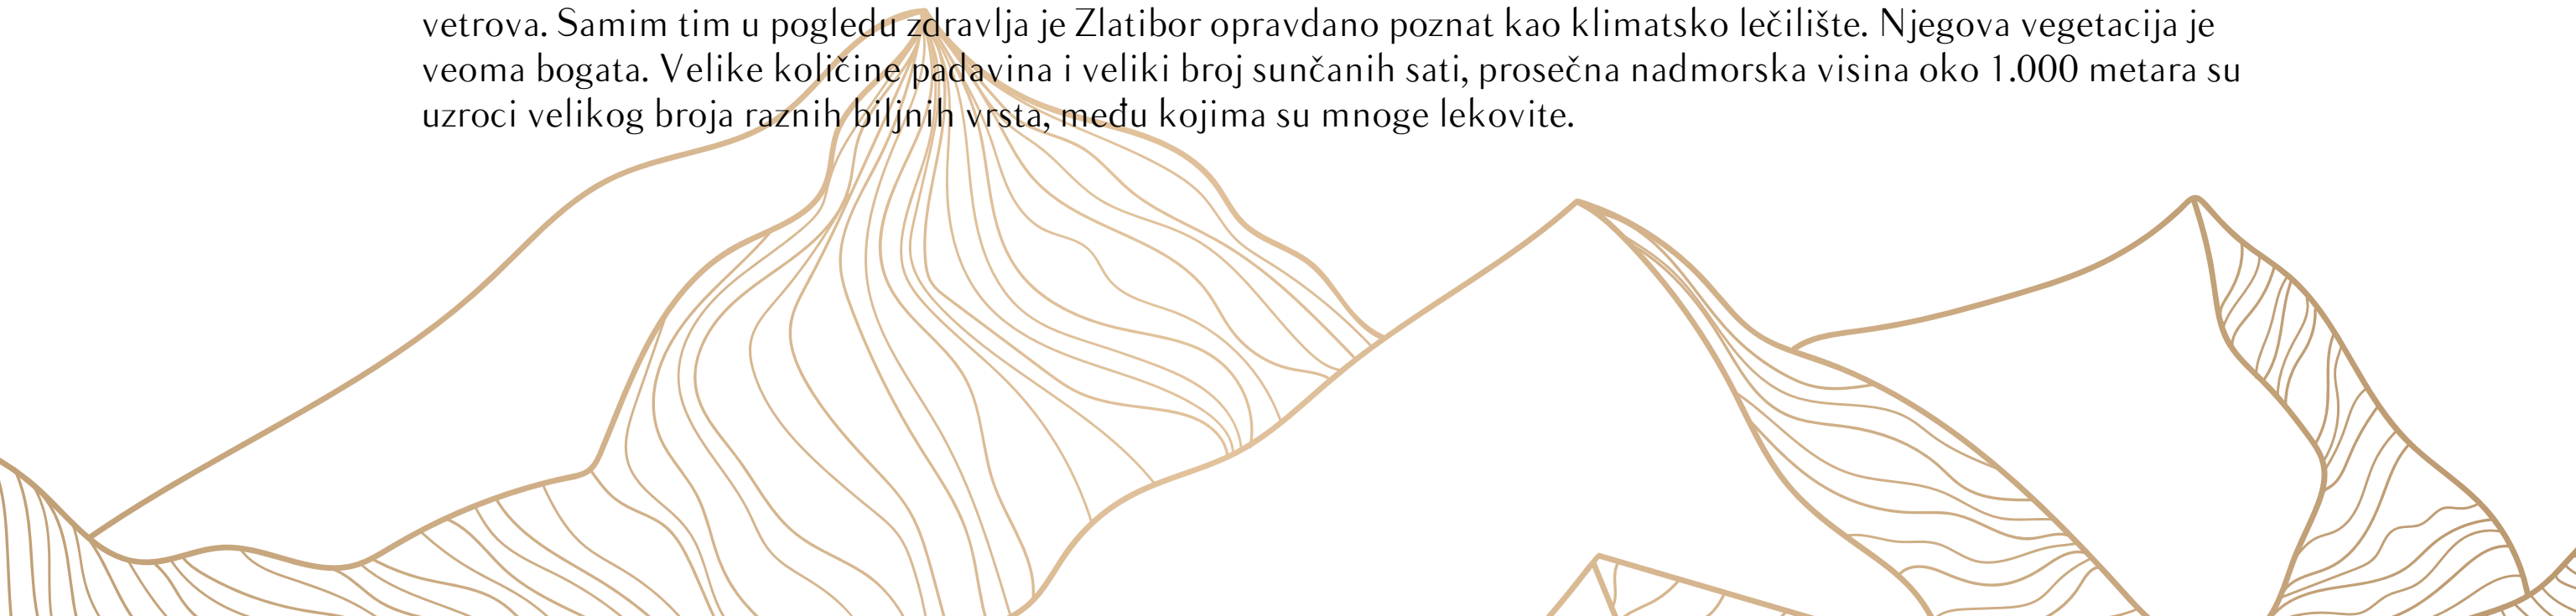 vetrova. Samim tim u pogledu zdravlja je Zlatibor opravdano poznat kao klimatsko lečilište. Njegova vegetacija je
veoma bogata. Velike količine padavina i veliki broj sunčanih sati, prosečna nadmorska visina oko 1.000 metara su
uzroci velikog broja raznih biljnih vrsta, među kojima su mnoge lekovite.